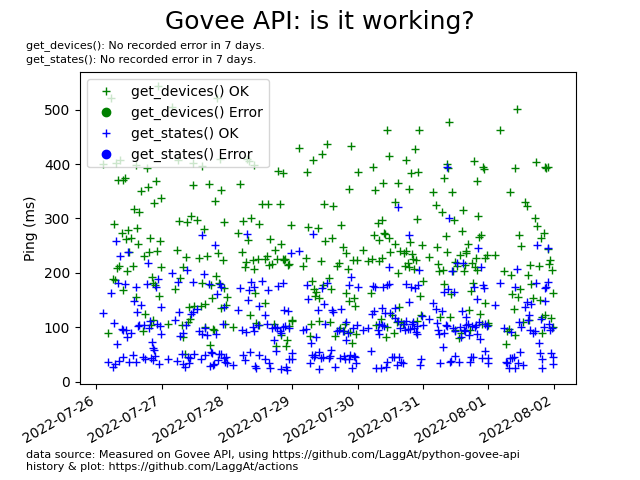 Govee API: is it working?
get_devices(): No recorded error in 7 days.
get_states(): No recorded error in 7 days.
get_devices() OK
get_devices() Error
get_states() OK
get_states() Error
Ping (ms)
500
400
300
200
100
0
2022-07-26
2022-07-27
2022-07-28
2022-07-29
2022-07-30
2022-07-31
2022-08-01
2022-08-02
data source: Measured on Govee API, using https://github.com/LaggAt/python-govee-api
history & plot: https://github.com/LaggAt/actions